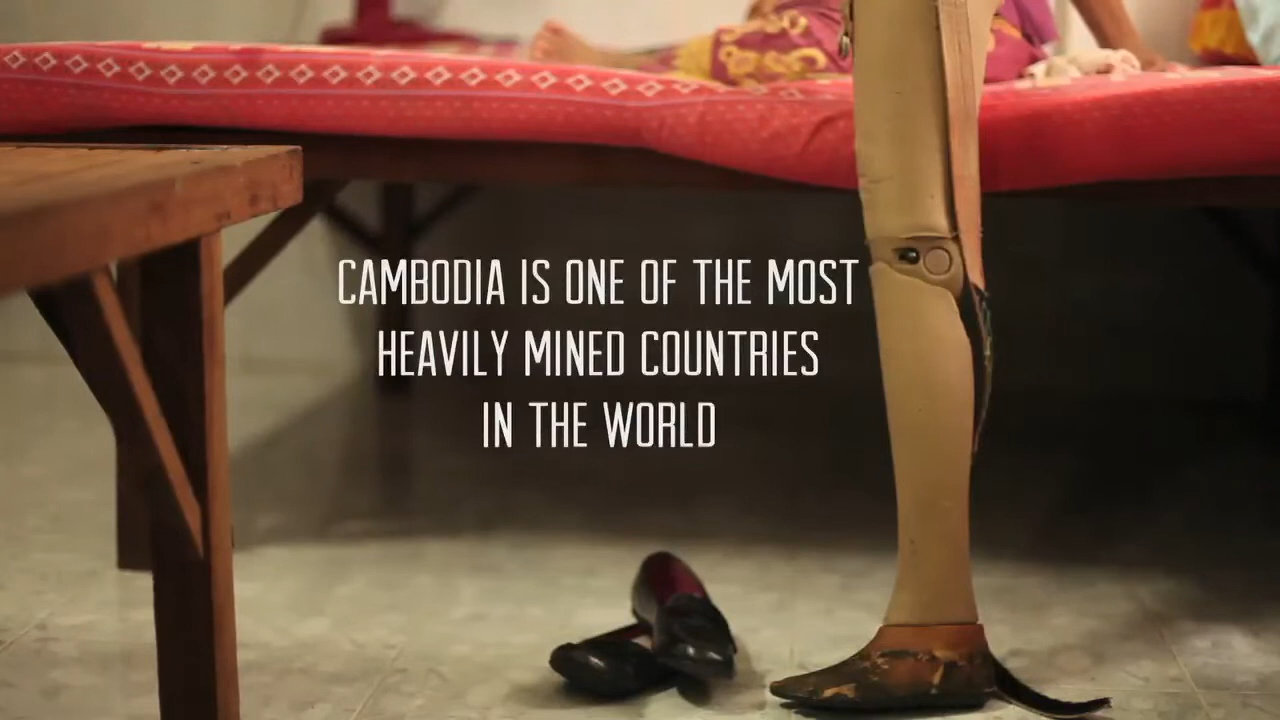 CAMBODIA IS ONE OF THE MOST
HEAVILY MINED COUNTRIES
IN THE WORLD